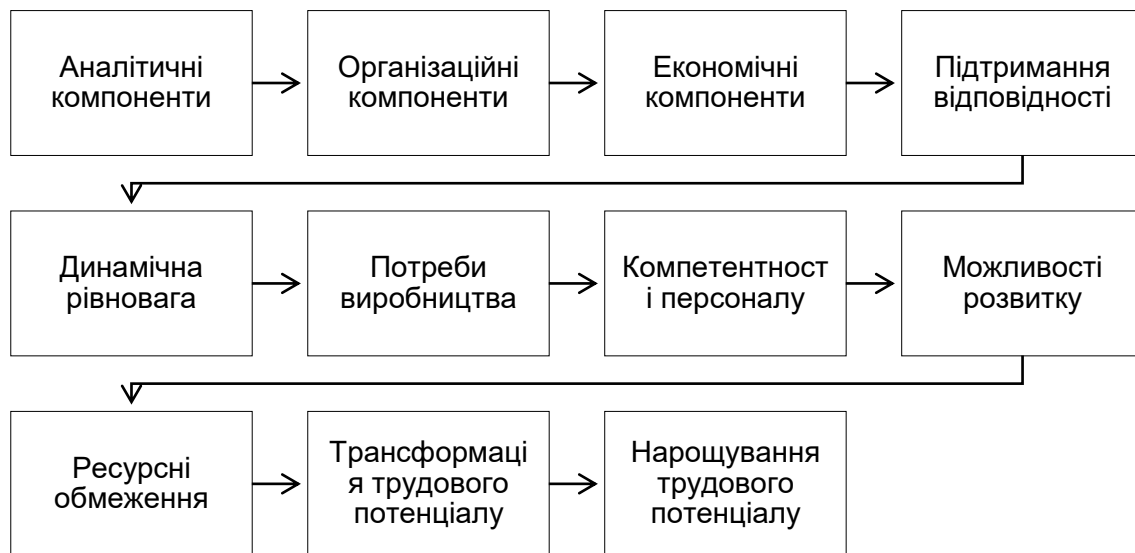 Аналітичні
компоненти
Організаційні
компоненти
Економічні
компоненти
Підтримання
відповідності
Динамічна
рівновага
Потреби
виробництва
Компетентност
і персоналу
Можливості
розвитку
Ресурсні
обмеження
Трансформаці
я трудового
потенціалу
Нарощування
трудового
потенціалу